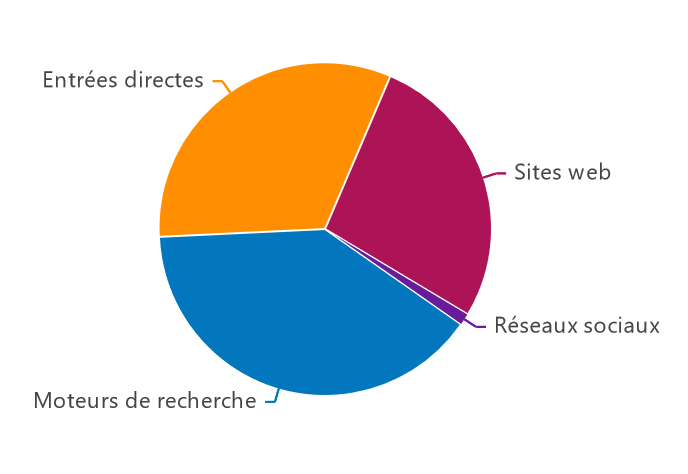 Entrées directes
Sites web
Réseaux sociaux
Moteurs de recherche